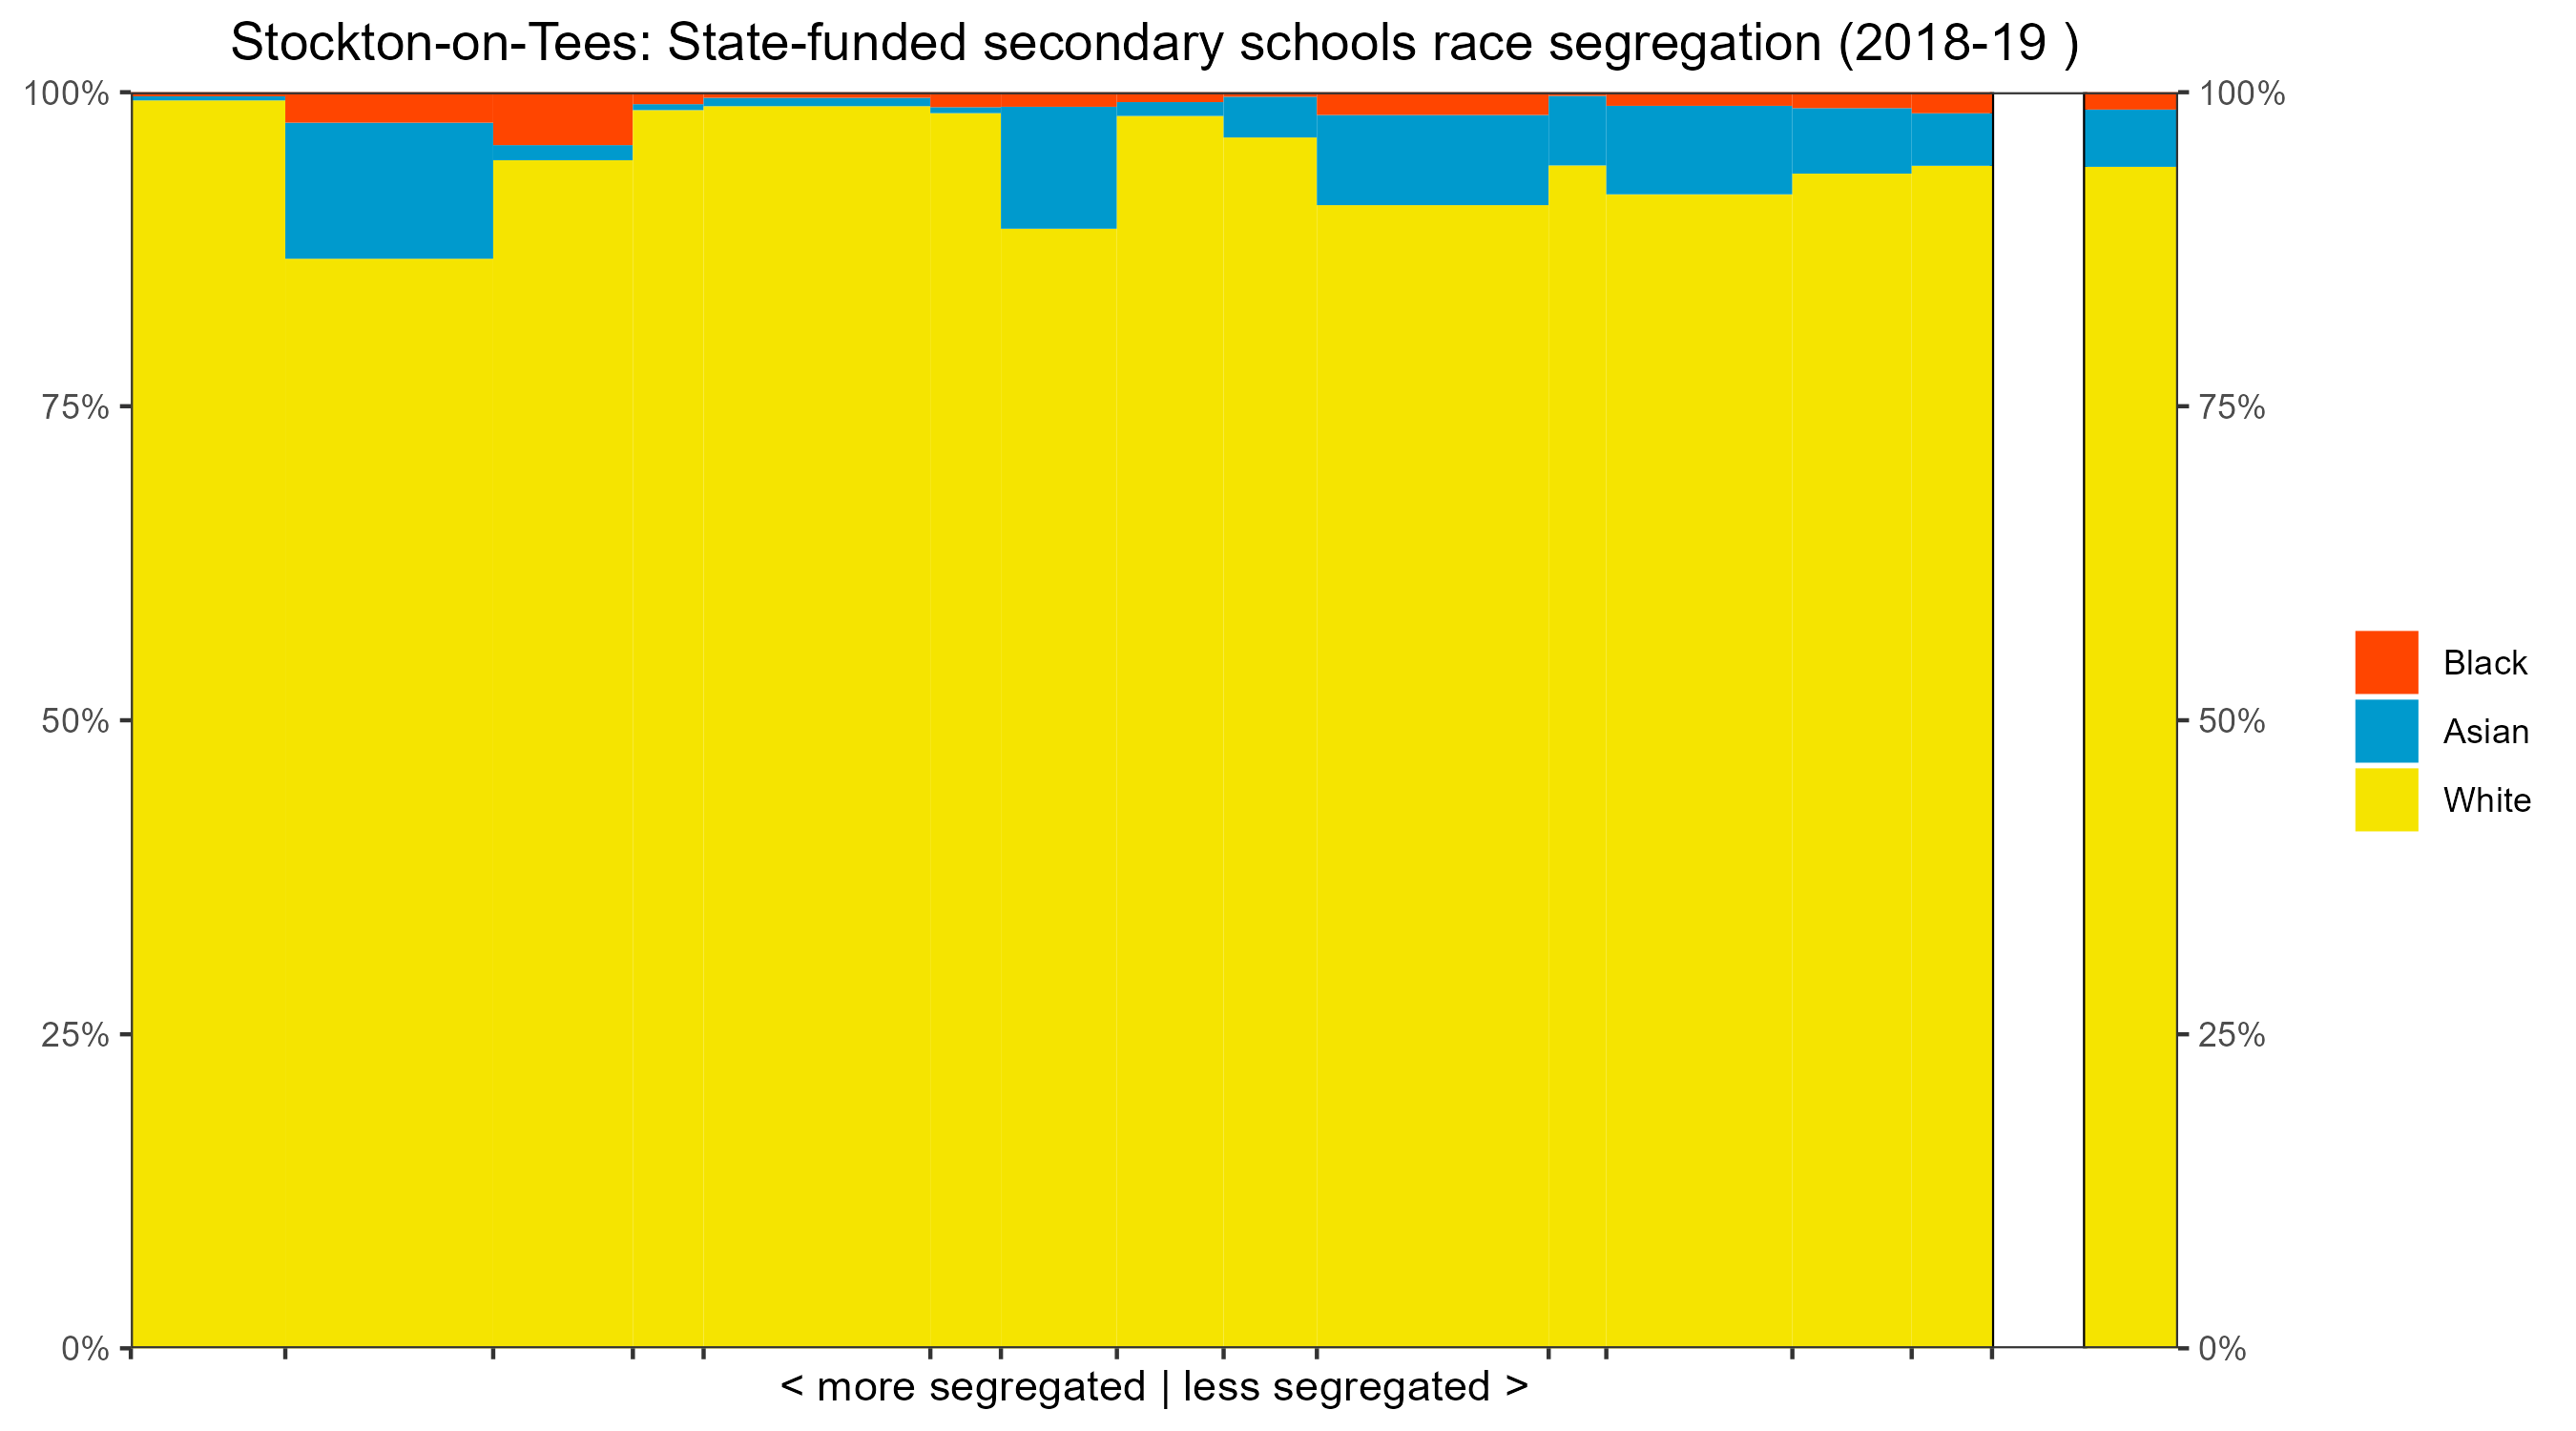 Stockton-on-Tees: State-funded secondary schools race segregation (2018-19 )
100%
75%
50%
25%
0%
100%
75%
50%
25%
0%
Black
Asian
White
< more segregated | less segregated >